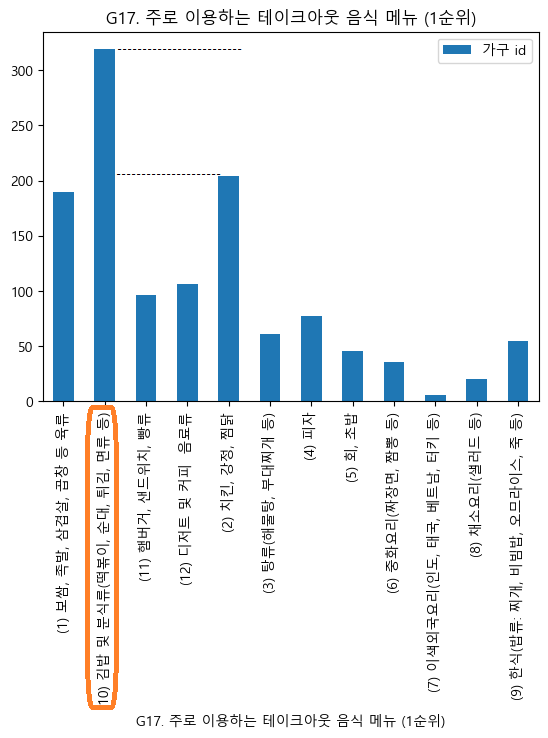 G17. 주로 이용하는 테이크아웃 음식 메뉴 (1순위)
가구 id
300
250
200
150
100
50
0
(1) 보쌈, 족발, 삼겹살, 곱창 등 육류
10) 김밥 및 분식류(떡볶이, 순대, 튀김, 면류 등)
(11) 햄버거, 샌드위치, 빵류
(12) 디저트 및 커피 음료류
(2) 치킨, 강정, 찜닭
(3) 탕류(해물탕, 부대찌개 등)
(4) 피자
(5) 회, 초밥
(6) 중화요리(짜장면, 짬뽕 등)
(7) 이색외국요리(인도, 태국, 베트남, 터키 등)
(8) 채소요리(샐러드 등)
(9) 한식(밥류: 찌개, 비빔밥, 오므라이스, 죽 등)
G17. 주로 이용하는 테이크아웃 음식 메뉴 (1순위)